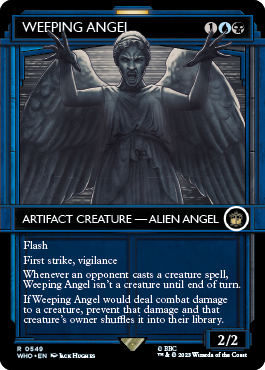 WEEPING ANGEL
1
ARTIFACT CREATURE — ALIEN ANGEL
Flash
First strike, vigilance
Whenever an opponent casts a creature spell,
Weeping Angel isn't a creature until end of turn.
If Weeping Angel would deal combat damage
to a creature, prevent that damage and that
creature's owner shuffles it into their library.
2/2
R 0549
WHO • EN JACK HUGHES
© BBC
™ & © 2023 Wizards of the Coast